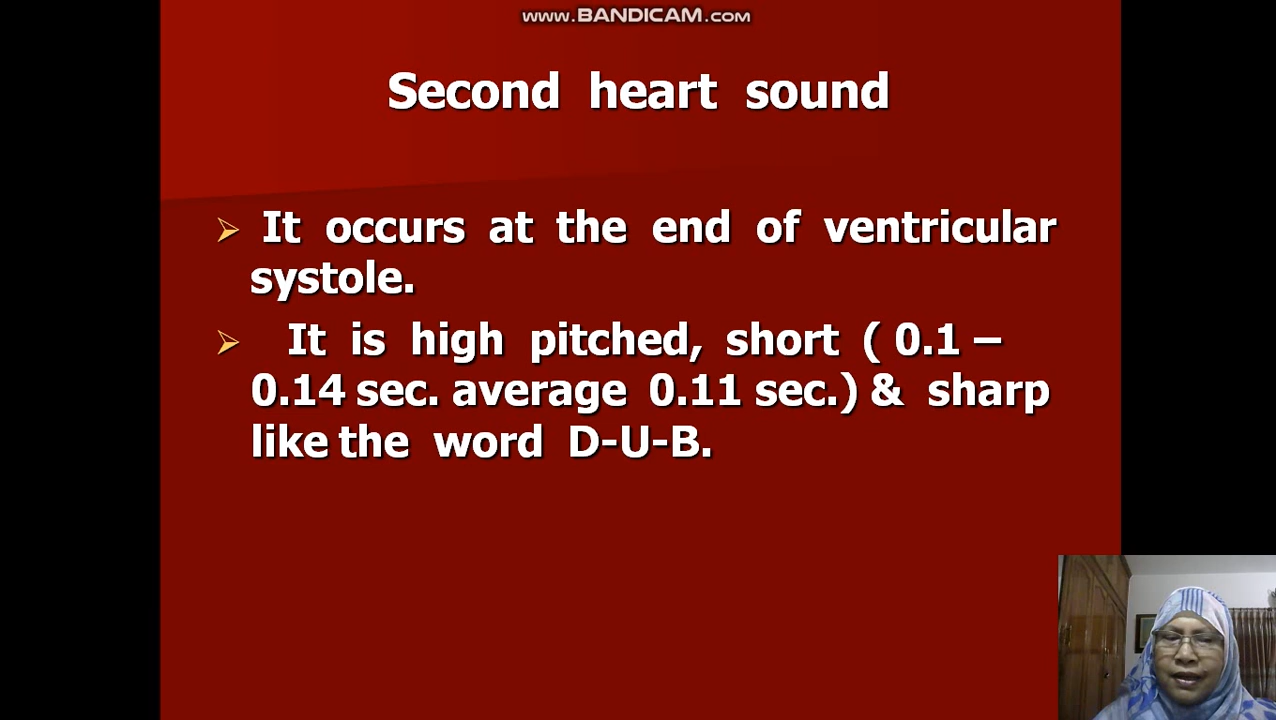 www.BANDICAM.com
Second heart sound
It occurs at the end of ventricular
systole.
It is high pitched, short ( 0.1 –
0.14 sec. average 0.11 sec.) & sharp
like the word D-U-B.